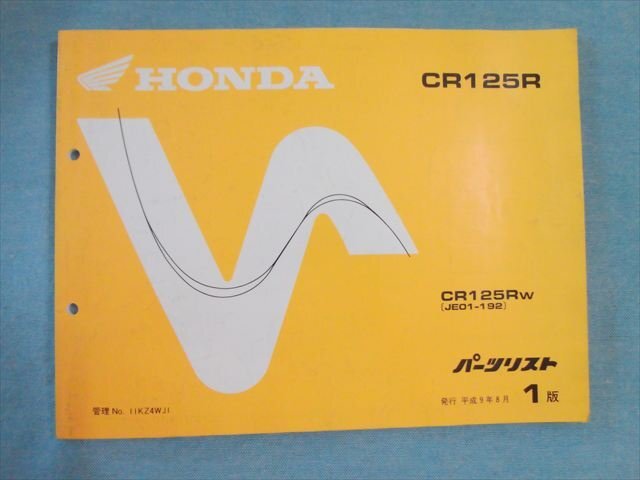 HONDA
CR125R
CR125RW
(JE01-192)
パーツリスト
発行 平成9年8月 1版
管理 No. 11KZ4WJ1